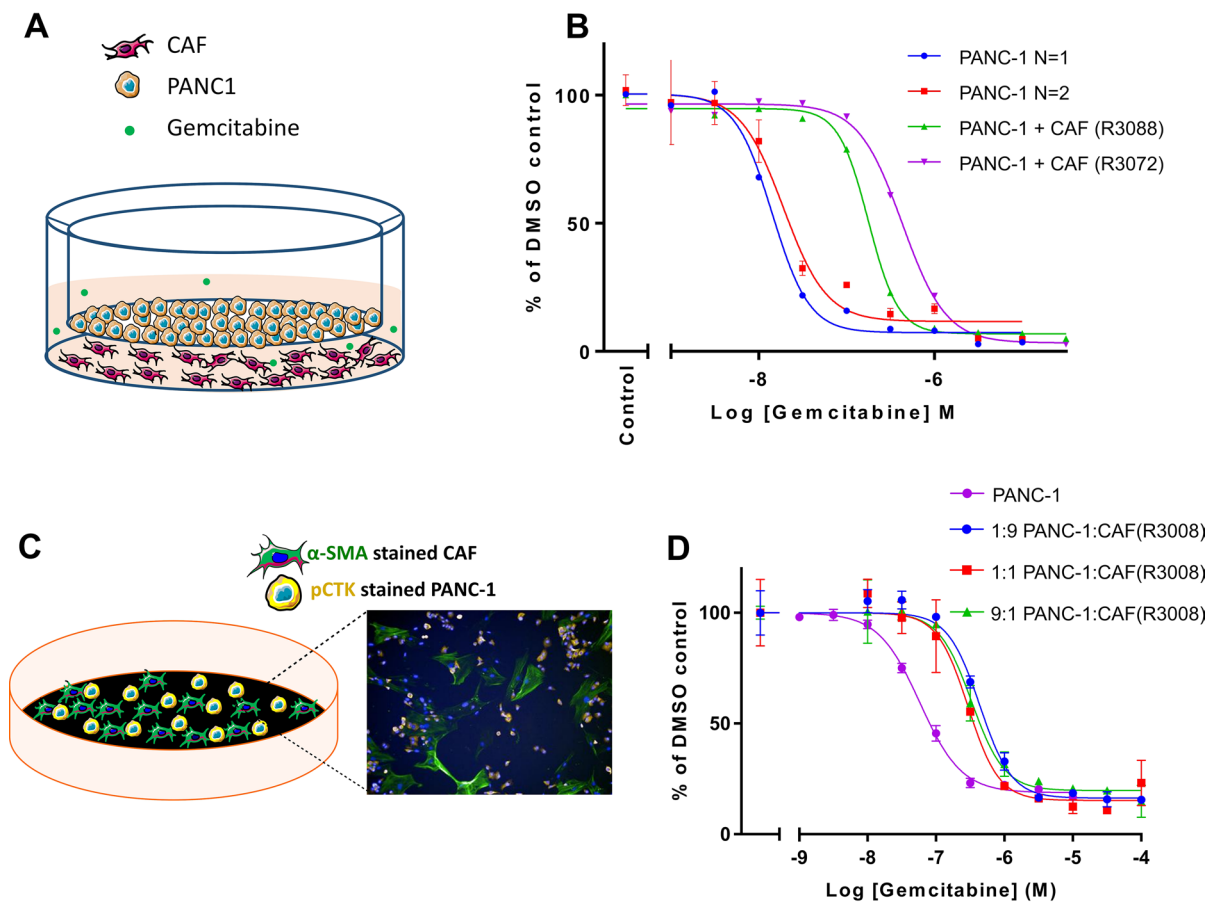 A
CAF
PANC1
Gemcitabine
B
PANC-1 N=1
PANC-1 N=2
PANC-1 + CAF (R3088)
PANC-1 + CAF (R3072)
% of DMSO control
100
50
0
Control
-8
-6
Log [Gemcitabine] M
C
α-SMA stained CAF
pCTK stained PANC-1
D
PANC-1
1:9 PANC-1:CAF(R3008)
1:1 PANC-1:CAF(R3008)
9:1 PANC-1:CAF(R3008)
% of DMSO control
100
50
0
-9
-8
-7
-6
-5
-4
Log [Gemcitabine] (M)